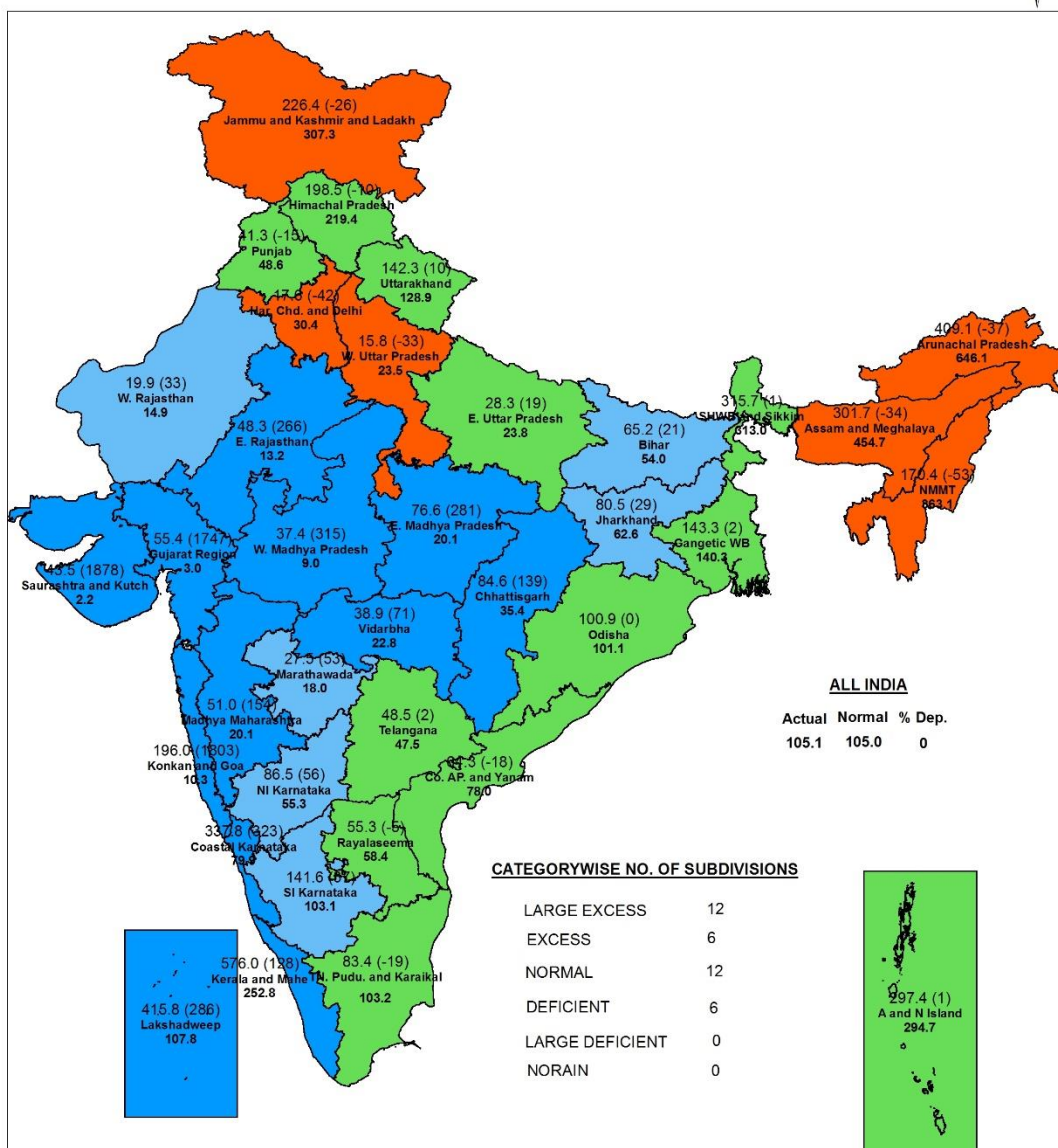 226.4 (-26)
Jammu and Kashmir and Ladakh
307.3
198.5 (-10)
Himachal Pradesh
219.4
41.3 (-15)
Punjab
48.6
142.3 (10)
Uttarakhand
128.9
(-42)
Har. Chd. and Delhi
30.4
15.8 (-33)
W. Uttar Pradesh
23.5
409.1 (-37)
Arunachal Pradesh
646.1
19.9 (33)
W. Rajasthan
14.9
48.3 (266)
E. Rajasthan
13.2
28.3 (19)
E. Uttar Pradesh
23.8
65.2 (21)
Bihar
54.0
315.7 (1)
SHWB and Sikkim
313.0
301.7 (-34)
Assam and Meghalaya
454.7
170.4 (-53)
NMMT
55.4 (1747)
Gujarat Region
3.0
37.4 (315)
W. Madhya Pradesh
9.0
76.6 (281)
E. Madhya Pradesh
20.1
80.5 (29)
Jharkhand
62.6
143.3 (2)
Gangetic WB
140.3
(1878)
Saurashtra and Kutch
2.2
84.6 (139)
Chhattisgarh
35.4
38.9 (71)
Vidarbha
22.8
100.9 (0)
Odisha
101.1
27.5 (53)
Marathawada
18.0
51.0 (154)
Madhya Maharashtra
20.1
48.5 (2)
Telangana
47.5
196.0 (1803)
Konkan and Goa
10.3
86.5 (56)
NI Karnataka
55.3
(-18)
Co. AP. and Yanam
78.0
337.8 (323)
Coastal Karnataka
79.9
55.3 (-5)
Rayalaseema
58.4
141.6
SI Karnataka
103.1
576.0 (128)
Kerala and Mahe
252.8
83.4 (-19)
TN. Pudu. and Karaikal
103.2
415.8 (286)
Lakshadweep
107.8
297.4 (1)
A and N Island
294.7
ALL INDIA
Actual Normal % Dep.
105.1 105.0 0
CATEGORYWISE NO. OF SUBDIVISIONS
LARGE EXCESS 12
EXCESS 6
NORMAL 12
DEFICIENT 6
LARGE DEFICIENT 0
NORAIN 0